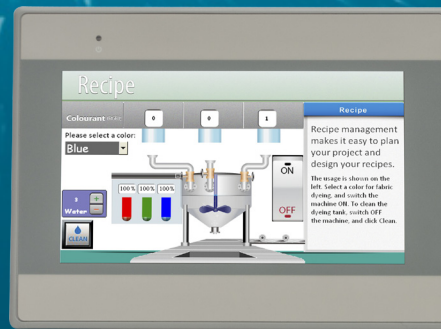 Recipe
Colourant
0 0 1
Please select a color:
Blue
ON
OFF
100% 100% 100%
3
+
-
Water
CLEAN
Recipe
Recipe management
makes it easy to plan
your project and
design your recipes.
The usage is shown on the
left. Select a color for fabric
dyeing, and switch the
machine ON. To clean the
dyeing tank, switch OFF
the machine, and click Clean.